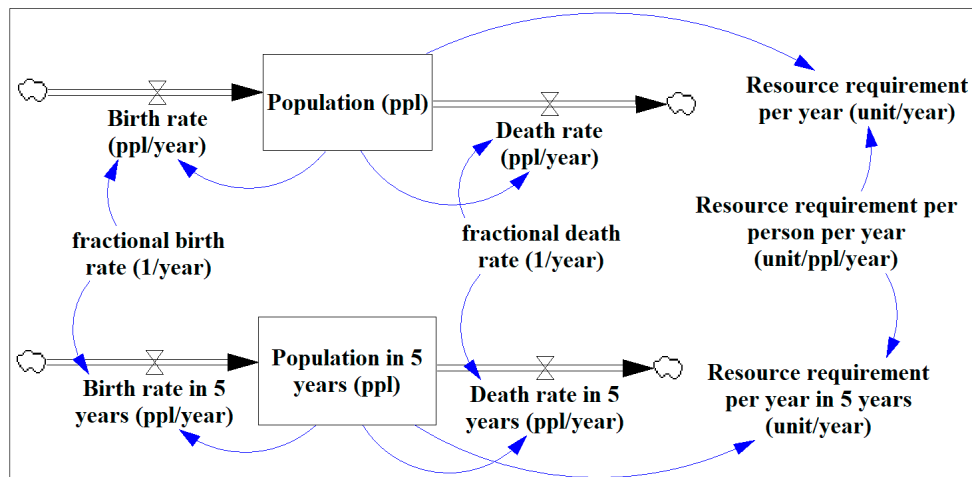 Population (ppl)
Resource requirement
per year (unit/year)
Birth rate
(ppl/year)
Death rate
(ppl/year)
Resource requirement per
person per year
(unit/ppl/year)
fractional birth
rate (1/year)
fractional death
rate (1/year)
Population in 5
years (ppl)
Birth rate in 5
years (ppl/year)
Death rate in 5
years (ppl/year)
Resource requirement
per year in 5 years
(unit/year)